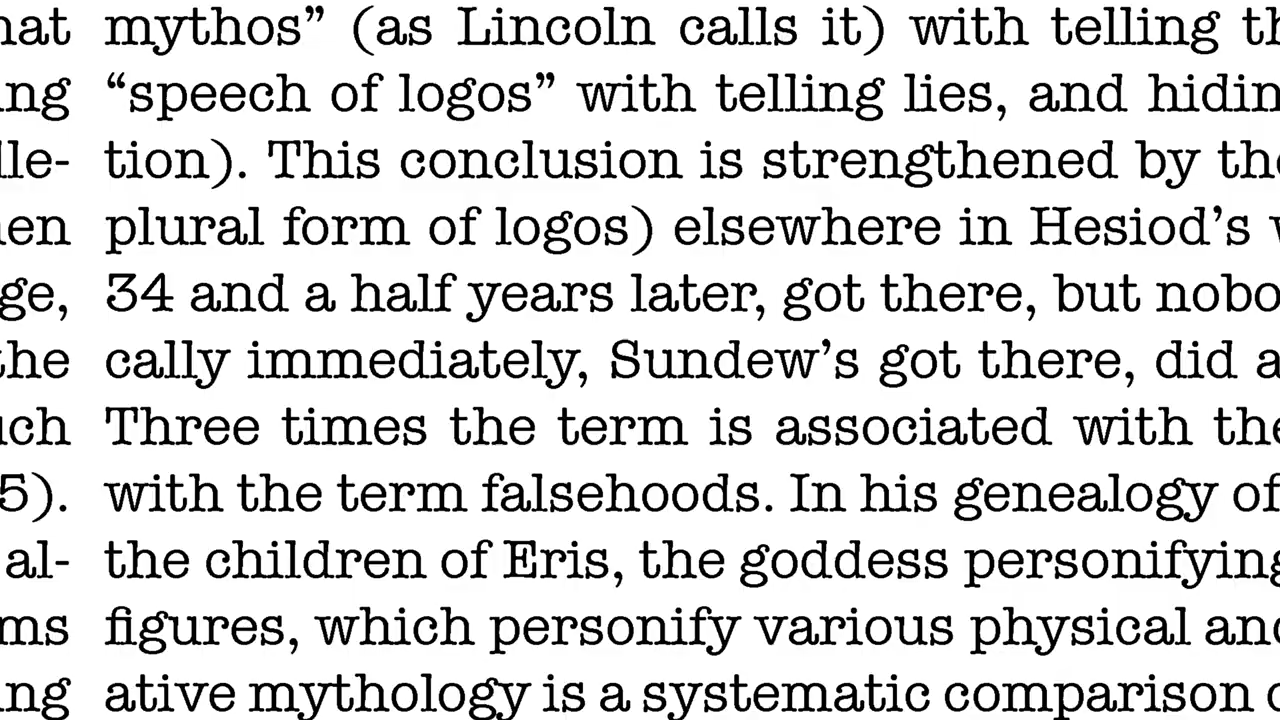 hat mythos” (as Lincoln calls it) with telling th
ing “speech of logos” with telling lies, and hidin
lle- tion). This conclusion is strengthened by the
hen plural form of logos) elsewhere in Hesiod’s
ge, 34 and a half years later, got there, but nobo
the cally immediately, Sundew’s got there, did a
uch Three times the term is associated with the
5). with the term falsehoods. In his genealogy of
al- the children of Eris, the goddess personifying
ms figures, which personify various physical and
ing ative mythology is a systematic comparison